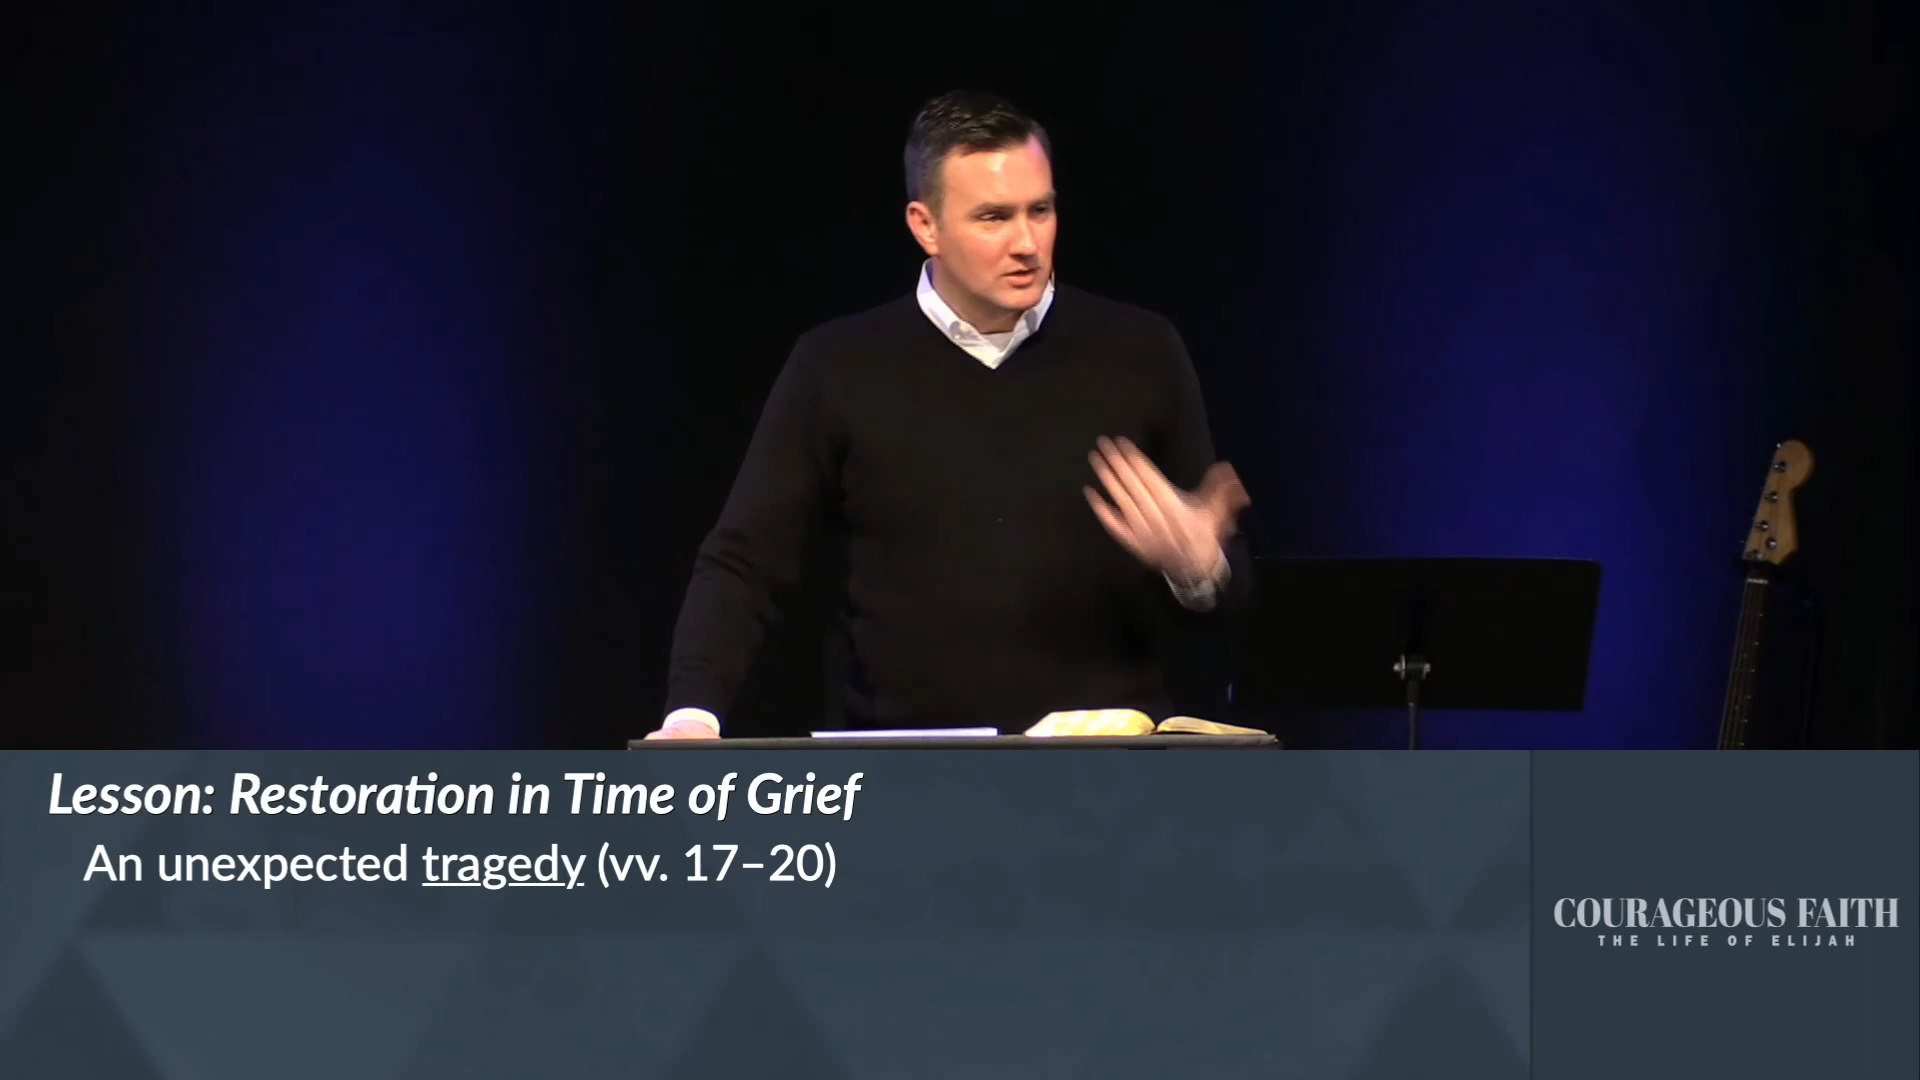 Lesson: Restoration in Time of Grief
An unexpected tragedy (vv. 17–20)
COURAGEOUS FAITH
THE LIFE OF ELIJAH